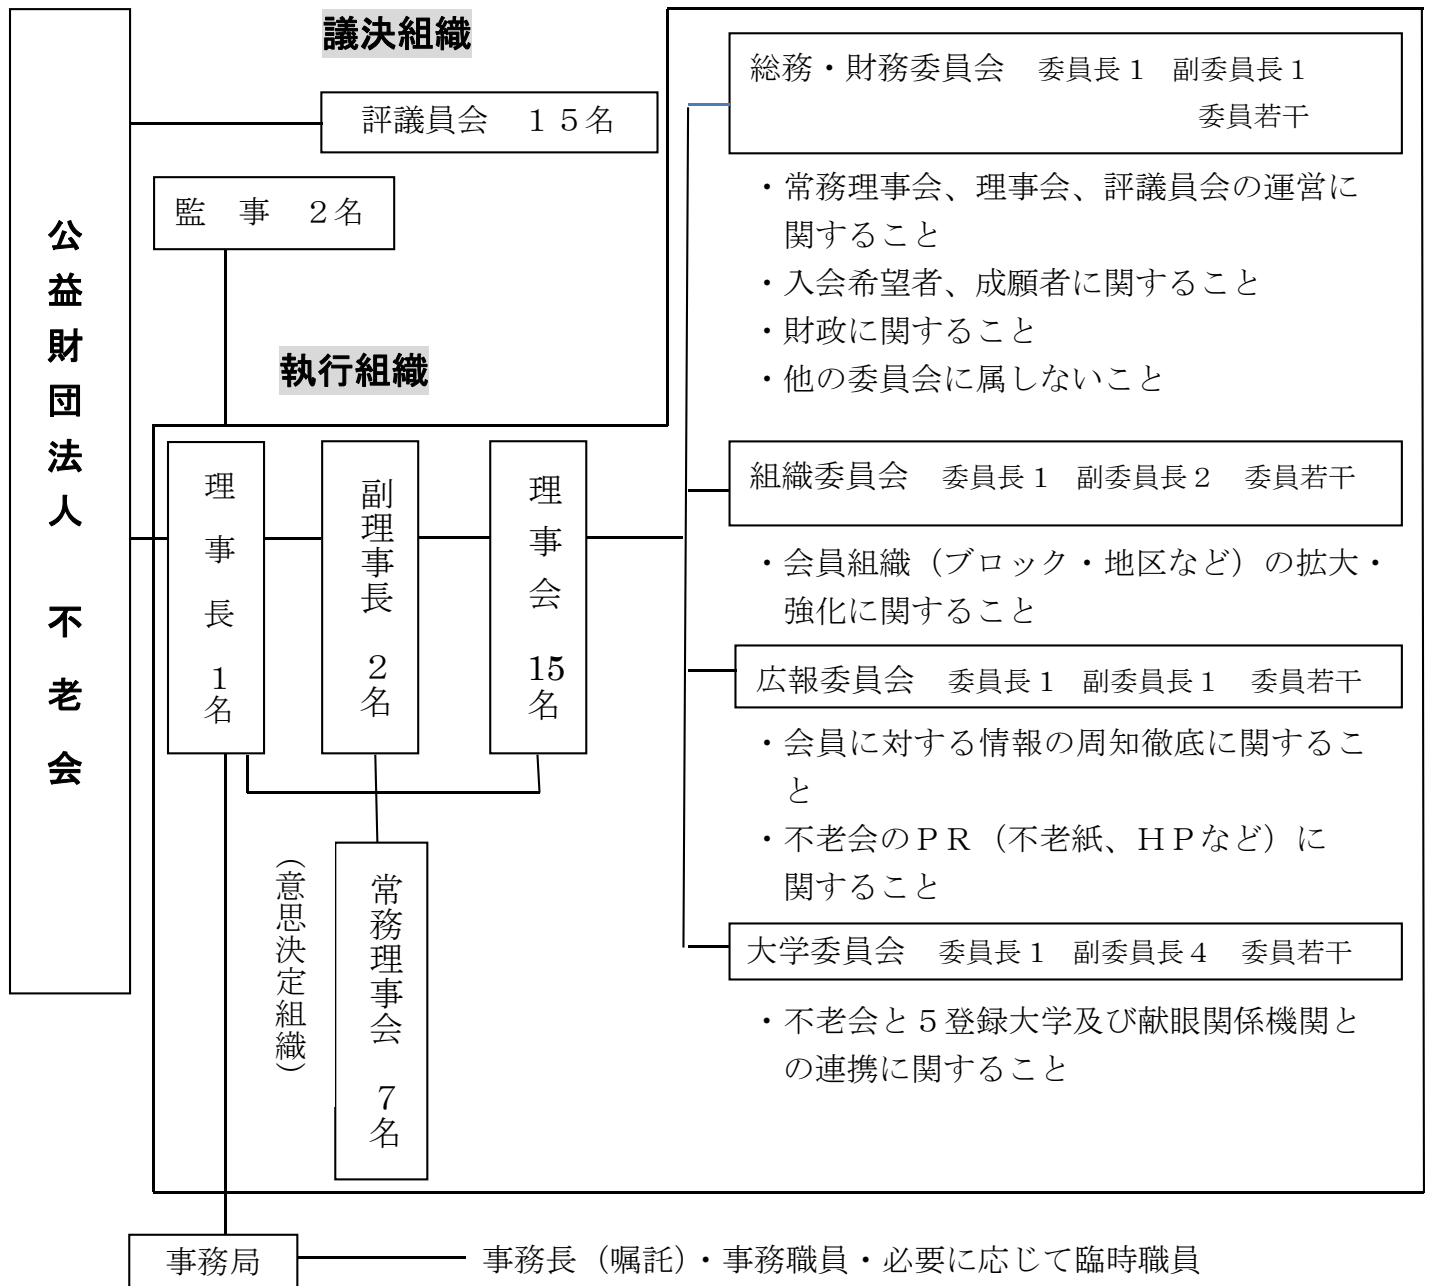 公益財団法人　不老会
議決組織
評議員会　１５名
監　事　２名
執行組織
理事長　1名
副理事長　2名
理事会　15名
(意思決定組織)
常務理事会　7名
総務・財務委員会　委員長１　副委員長１
委員若干
・常務理事会、理事会、評議員会の運営に
関すること
・入会希望者、成願者に関すること
・財政に関すること
・他の委員会に属しないこと
組織委員会　委員長１　副委員長２　委員若干
・会員組織（ブロック・地区など）の拡大・
強化に関すること
広報委員会　委員長１　副委員長１　委員若干
・会員に対する情報の周知徹底に関するこ
と
・不老会のＰＲ（不老紙、ＨＰなど）に
関すること
大学委員会　委員長１　副委員長４　委員若干
・不老会と５登録大学及び献眼関係機関と
の連携に関すること
事務局
事務長（嘱託）・事務職員・必要に応じて臨時職員